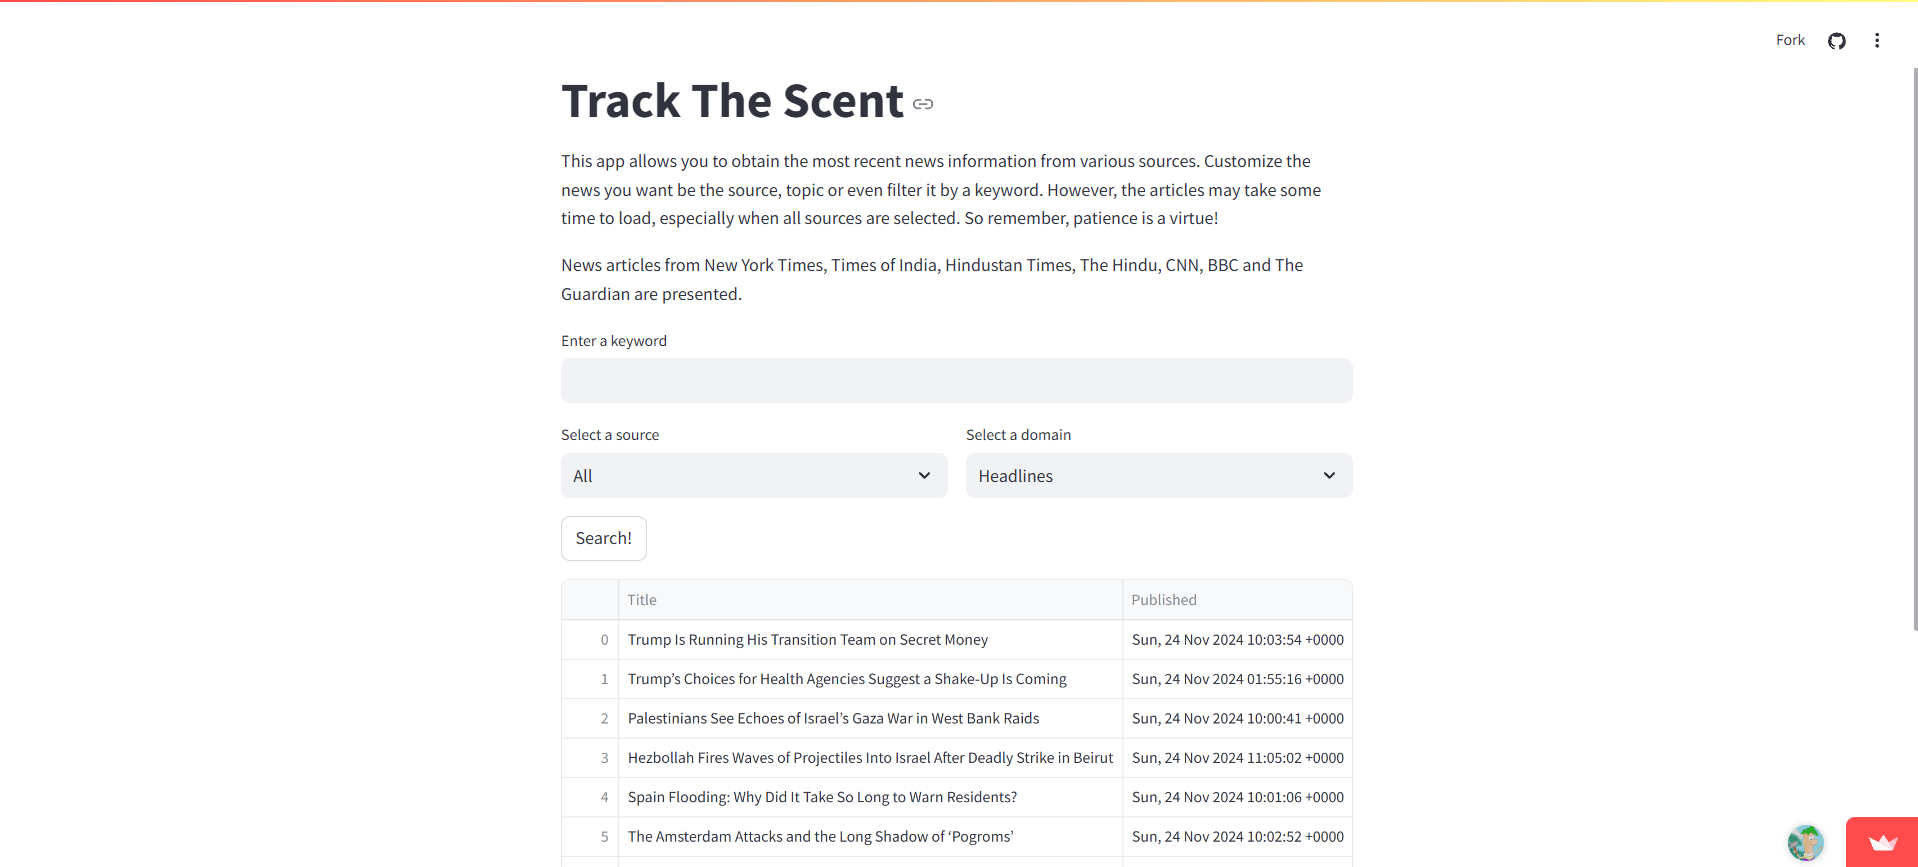 Fork
Track The Scent
This app allows you to obtain the most recent news information from various sources. Customize the
news you want be the source, topic or even filter it by a keyword. However, the articles may take some
time to load, especially when all sources are selected. So remember, patience is a virtue!
News articles from New York Times, Times of India, Hindustan Times, The Hindu, CNN, BBC and The
Guardian are presented.
Enter a keyword
Select a source Select a domain
All Headlines
Search!
Title Published
0 Trump Is Running His Transition Team on Secret Money Sun, 24 Nov 2024 10:03:54 +0000
1 Trump’s Choices for Health Agencies Suggest a Shake-Up Is Coming Sun, 24 Nov 2024 01:55:16 +0000
2 Palestinians See Echoes of Israel’s Gaza War in West Bank Raids Sun, 24 Nov 2024 10:00:41 +0000
3 Hezbollah Fires Waves of Projectiles Into Israel After Deadly Strike in Beirut Sun, 24 Nov 2024 11:05:02 +0000
4 Spain Flooding: Why Did It Take So Long to Warn Residents? Sun, 24 Nov 2024 10:01:06 +0000
5 The Amsterdam Attacks and the Long Shadow of ‘Pogroms’ Sun, 24 Nov 2024 10:02:52 +0000